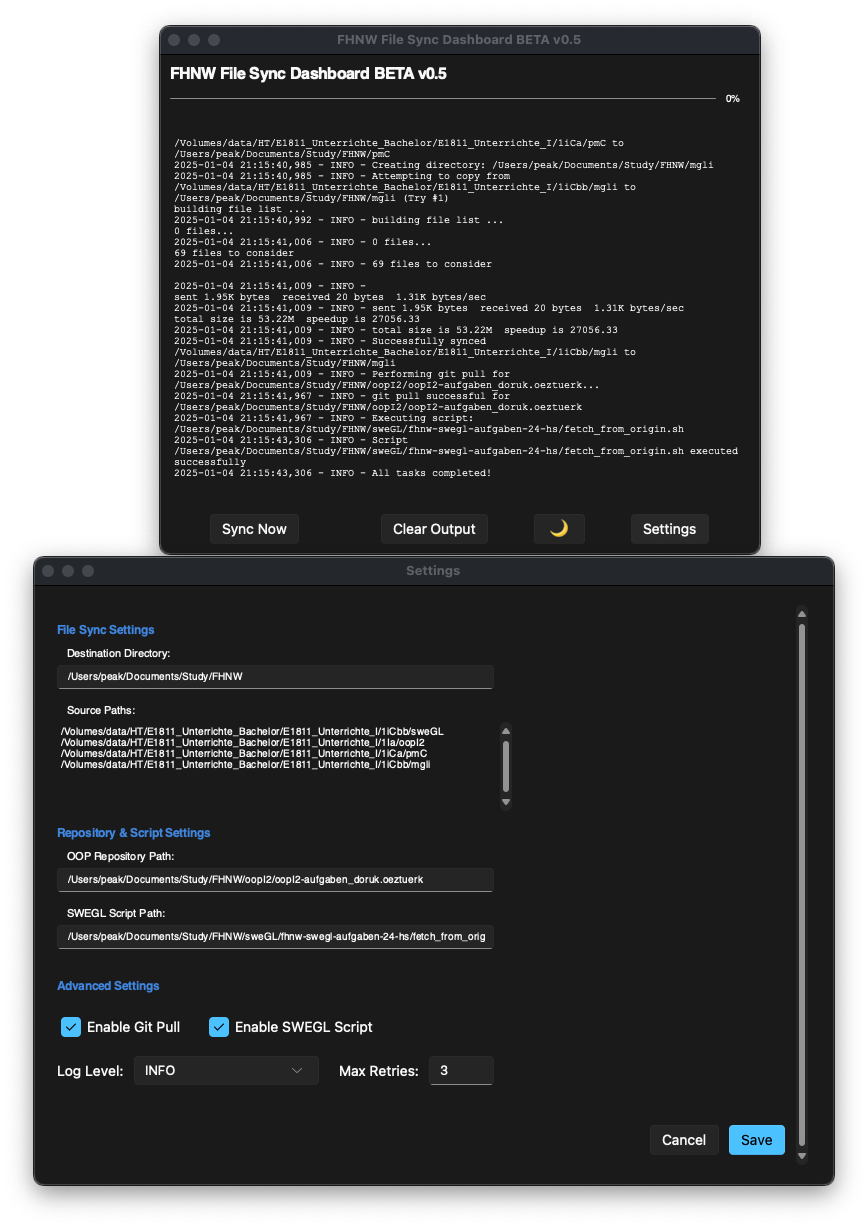 FHNW File Sync Dashboard BETA v0.5
FHNW File Sync Dashboard BETA v0.5
0%
/Volumes/data/HT/E1811_Unterrichte_Bachelor/E1811_Unterrichte_I/1iCa/pmC to
/Users/peak/Documents/Study/FHNW/pmC
2025-01-04 21:15:40,985 - INFO - Creating directory: /Users/peak/Documents/Study/FHNW/mgli
2025-01-04 21:15:40,985 - INFO - Attempting to copy from
/Volumes/data/HT/E1811_Unterrichte_Bachelor/E1811_Unterrichte_I/1iCbb/mgli to
/Users/peak/Documents/Study/FHNW/mgli (Try #1)
building file list ...
2025-01-04 21:15:40,992 - INFO - building file list ...
0 files...
2025-01-04 21:15:41,006 - INFO - 0 files...
69 files to consider
2025-01-04 21:15:41,006 - INFO - 69 files to consider
2025-01-04 21:15:41,009 - INFO -
sent 1.95K bytes  received 20 bytes  1.31K bytes/sec
2025-01-04 21:15:41,009 - INFO - sent 1.95K bytes  received 20 bytes  1.31K bytes/sec
total size is 53.22M  speedup is 27056.33
2025-01-04 21:15:41,009 - INFO - total size is 53.22M  speedup is 27056.33
2025-01-04 21:15:41,009 - INFO - Successfully synced
/Volumes/data/HT/E1811_Unterrichte_Bachelor/E1811_Unterrichte_I/1iCbb/mgli to
/Users/peak/Documents/Study/FHNW/mgli
2025-01-04 21:15:41,009 - INFO - Performing git pull for
/Users/peak/Documents/Study/FHNW/oopI2/oopI2-aufgaben_doruk.oeztuerk...
2025-01-04 21:15:41,967 - INFO - git pull successful for
/Users/peak/Documents/Study/FHNW/oopI2/oopI2-aufgaben_doruk.oeztuerk
2025-01-04 21:15:41,967 - INFO - Executing script:
/Users/peak/Documents/Study/FHNW/sweGL/fhnw-swegl-aufgaben-24-hs/fetch_from_origin.sh
2025-01-04 21:15:43,306 - INFO - Script
/Users/peak/Documents/Study/FHNW/sweGL/fhnw-swegl-aufgaben-24-hs/fetch_from_origin.sh executed
successfully
2025-01-04 21:15:43,306 - INFO - All tasks completed!
Sync Now
Clear Output
Settings
Settings
File Sync Settings
Destination Directory:
/Users/peak/Documents/Study/FHNW
Source Paths:
/Volumes/data/HT/E1811_Unterrichte_Bachelor/E1811_Unterrichte_I/1iCbb/sweGL
/Volumes/data/HT/E1811_Unterrichte_Bachelor/E1811_Unterrichte_I/1Ia/oopI2
/Volumes/data/HT/E1811_Unterrichte_Bachelor/E1811_Unterrichte_I/1iCa/pmC
/Volumes/data/HT/E1811_Unterrichte_Bachelor/E1811_Unterrichte_I/1iCbb/mgli
Repository & Script Settings
OOP Repository Path:
/Users/peak/Documents/Study/FHNW/oopI2/oopI2-aufgaben_doruk.oeztuerk
SWEGL Script Path:
/Users/peak/Documents/Study/FHNW/sweGL/fhnw-swegl-aufgaben-24-hs/fetch_from_orig
Advanced Settings
Enable Git Pull
Enable SWEGL Script
Log Level:
INFO
Max Retries:
3
Cancel
Save